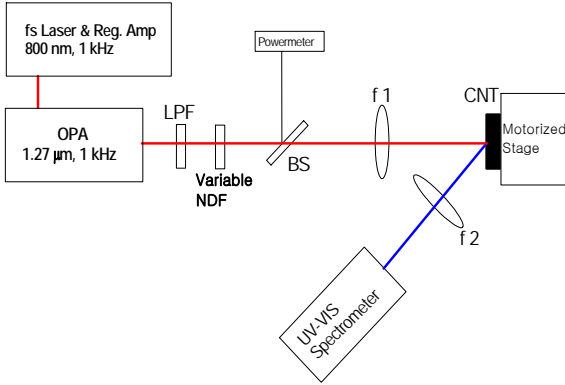 fs Laser & Reg. Amp
800 nm, 1 kHz
Powermeter
OPA
1.27 μm, 1 kHz
LPF
Variable
NDF
BS
f 1
CNT
Motorized
Stage
f 2
UV-VIS
Spectrometer